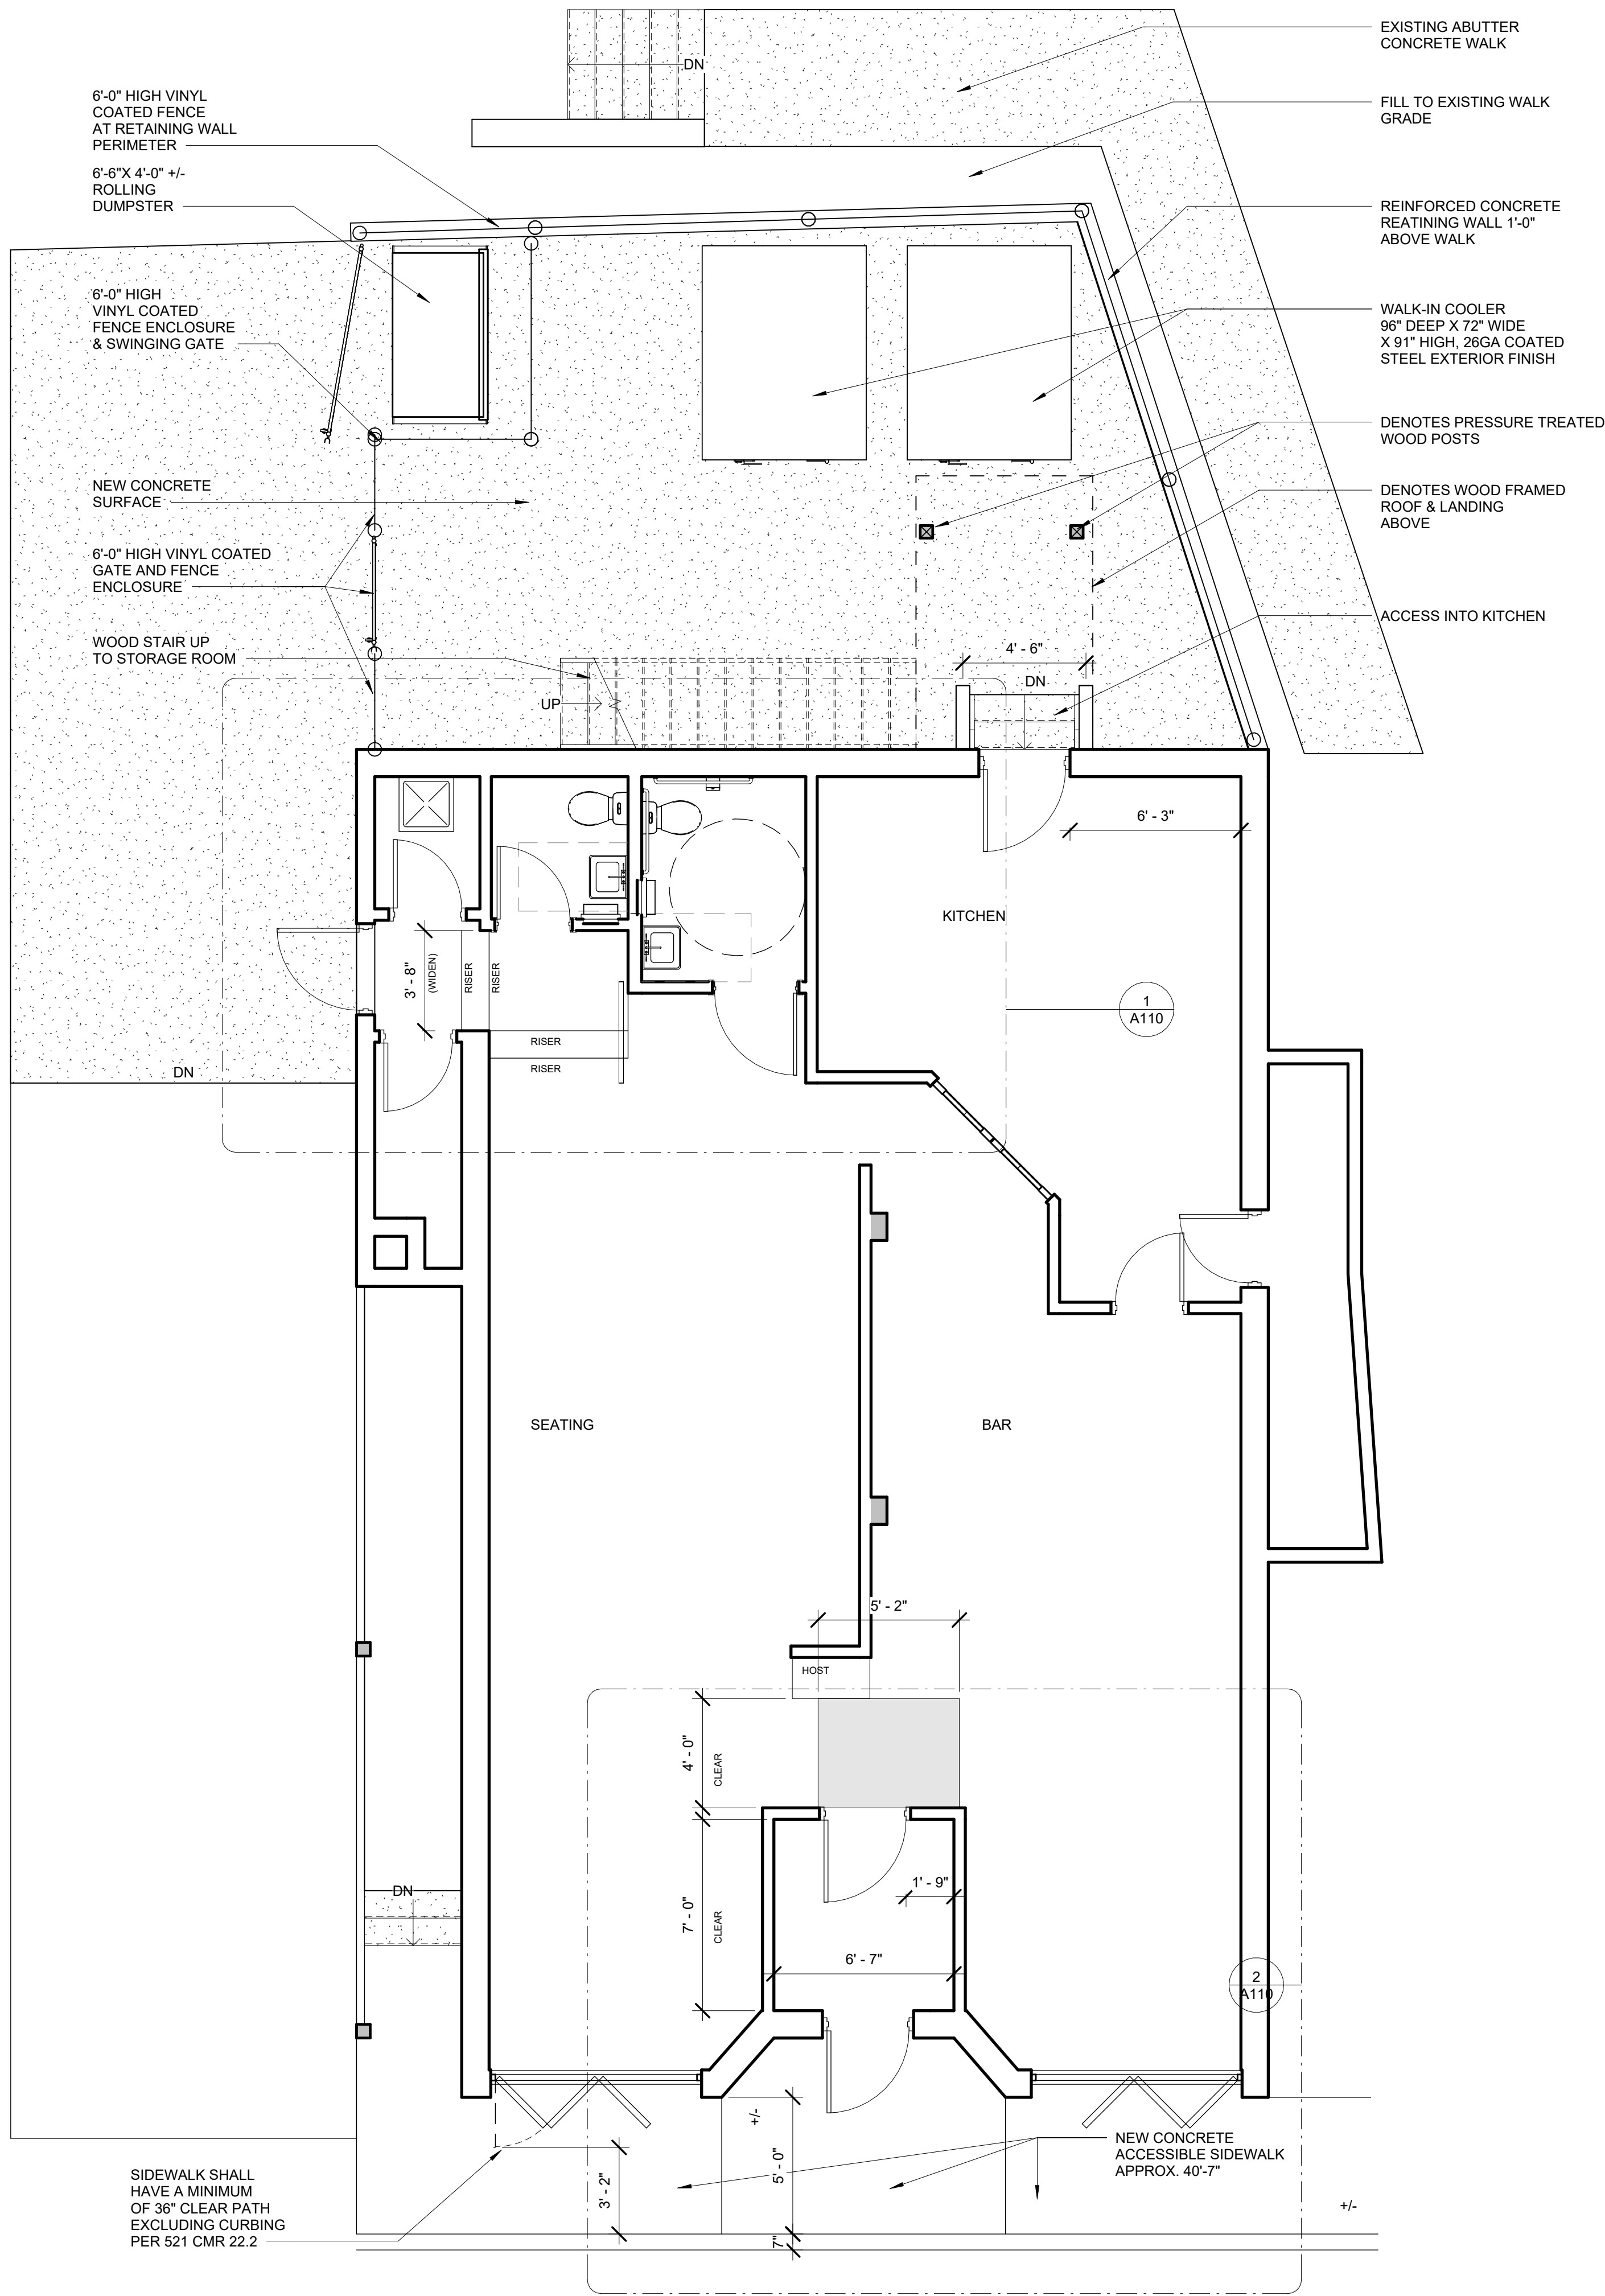 DN
EXISTING ABUTTER
CONCRETE WALK
6'-0" HIGH VINYL
COATED FENCE
AT RETAINING WALL
PERIMETER
FILL TO EXISTING WALK
GRADE
6'-6"X 4'-0" +/-
ROLLING
DUMPSTER
REINFORCED CONCRETE
REATINING WALL 1'-0"
ABOVE WALK
6'-0" HIGH
VINYL COATED
FENCE ENCLOSURE
& SWINGING GATE
WALK-IN COOLER
96" DEEP X 72" WIDE
X 91" HIGH, 26GA COATED
STEEL EXTERIOR FINISH
DENOTES PRESSURE TREATED
WOOD POSTS
NEW CONCRETE
SURFACE
DENOTES WOOD FRAMED
ROOF & LANDING
ABOVE
6'-0" HIGH VINYL COATED
GATE AND FENCE
ENCLOSURE
ACCESS INTO KITCHEN
WOOD STAIR UP
TO STORAGE ROOM
4' - 6"
DN
UP
6' - 3"
KITCHEN
3' - 8"
(WIDEN)
RISER
RISER
1
A110
RISER
RISER
DN
SEATING
BAR
5' - 2"
HOST
4' - 0"
CLEAR
DN
1' - 9"
7' - 0"
CLEAR
6' - 7"
2
A110
+/-
5' - 0"
3' - 2"
7"
NEW CONCRETE
ACCESSIBLE SIDEWALK
APPROX. 40'-7"
+/-
SIDEWALK SHALL
HAVE A MINIMUM
OF 36" CLEAR PATH
EXCLUDING CURBING
PER 521 CMR 22.2